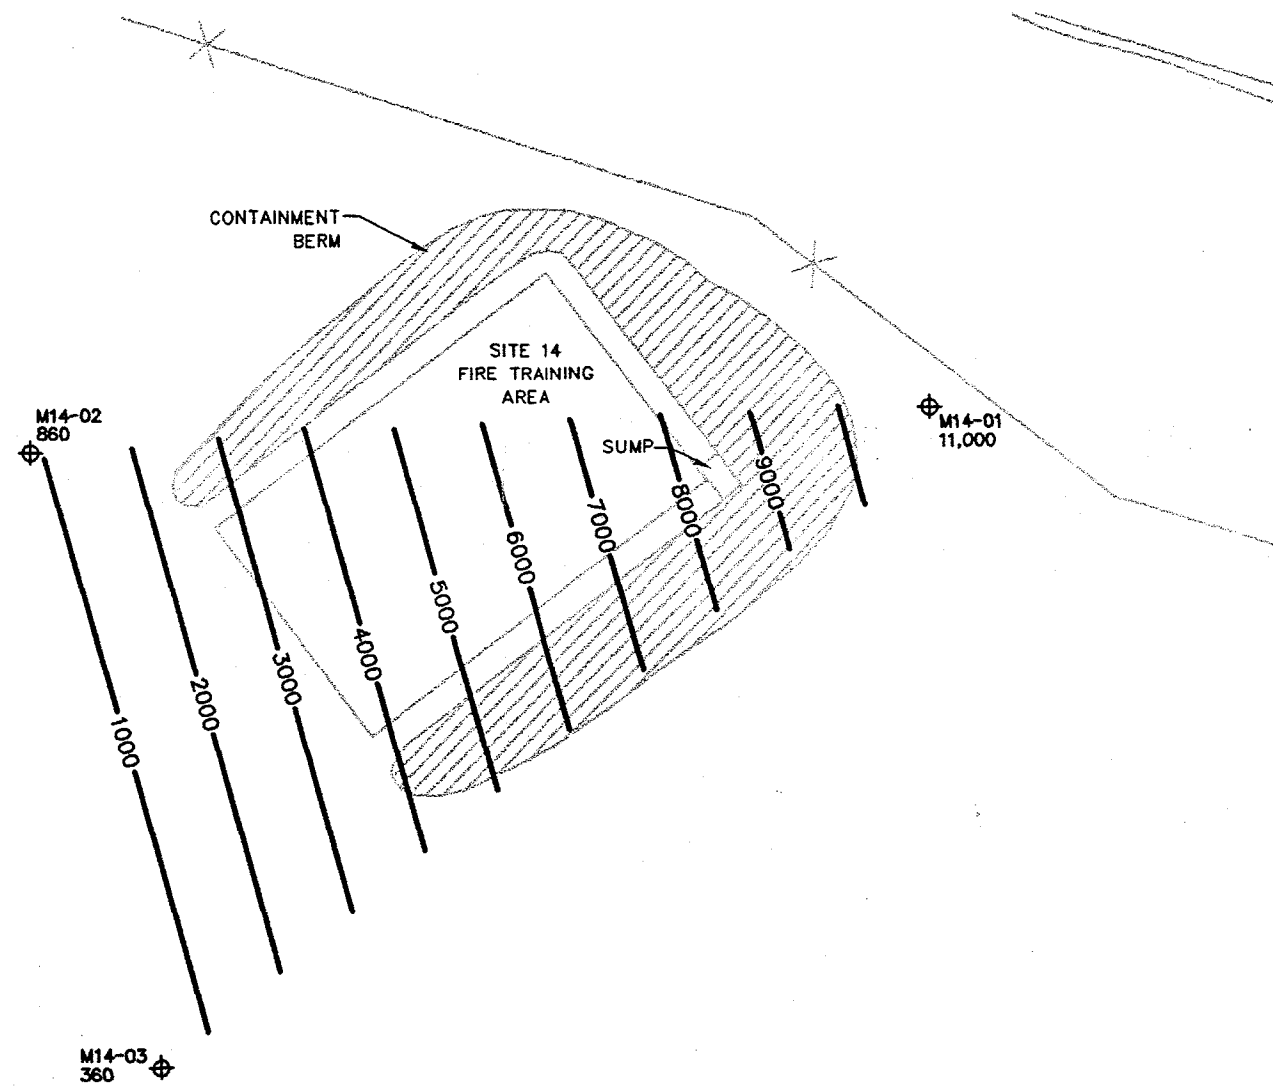 CONTAINMENT
BERM
SITE 14
FIRE TRAINING
AREA
M14-02
860
M14-01
11,000
SUMP
9000
8000
7000
6000
5000
4000
3000
2000
1000
M14-03
360